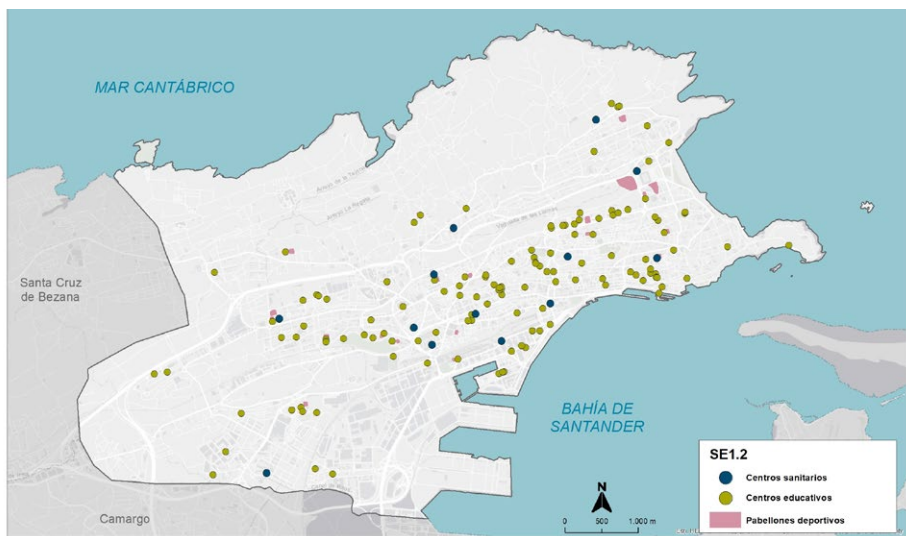 MAR CANTÁBRICO
Santa Cruz
de Bezana
BAHÍA DE
SANTANDER
Camargo
N
0 500 1.000 m
SE1.2
Centros sanitarios
Centros educativos
Pabellones deportivos